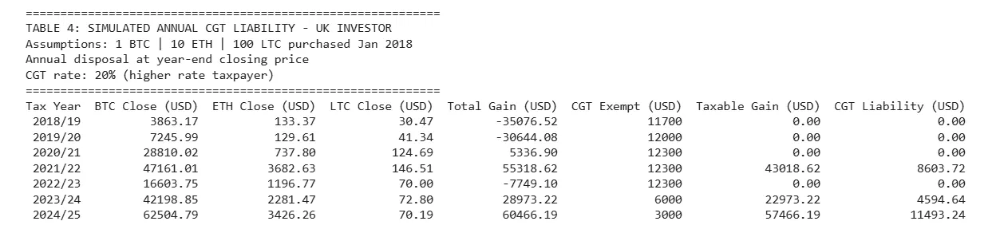 ============================================================
TABLE 4: SIMULATED ANNUAL CGT LIABILITY - UK INVESTOR
Assumptions: 1 BTC | 10 ETH | 100 LTC purchased Jan 2018
Annual disposal at year-end closing price
CGT rate: 20% (higher rate taxpayer)
============================================================
Tax Year BTC Close (USD) ETH Close (USD) LTC Close (USD) Total Gain (USD) CGT Exempt (USD) Taxable Gain (USD) CGT Liability (USD)
2018/19 3863.17 133.37 30.47 -35076.52 11700 0.00 0.00
2019/20 7245.99 129.61 41.34 -30644.08 12000 0.00 0.00
2020/21 28810.02 737.80 124.69 5336.90 12300 0.00 0.00
2021/22 47161.01 3682.63 146.51 55318.62 12300 43018.62 8603.72
2022/23 16603.75 1196.77 70.00 -7749.10 12300 0.00 0.00
2023/24 42198.85 2281.47 72.80 28973.22 6000 22973.22 4594.64
2024/25 62504.79 3426.26 70.19 60466.19 3000 57466.19 11493.24